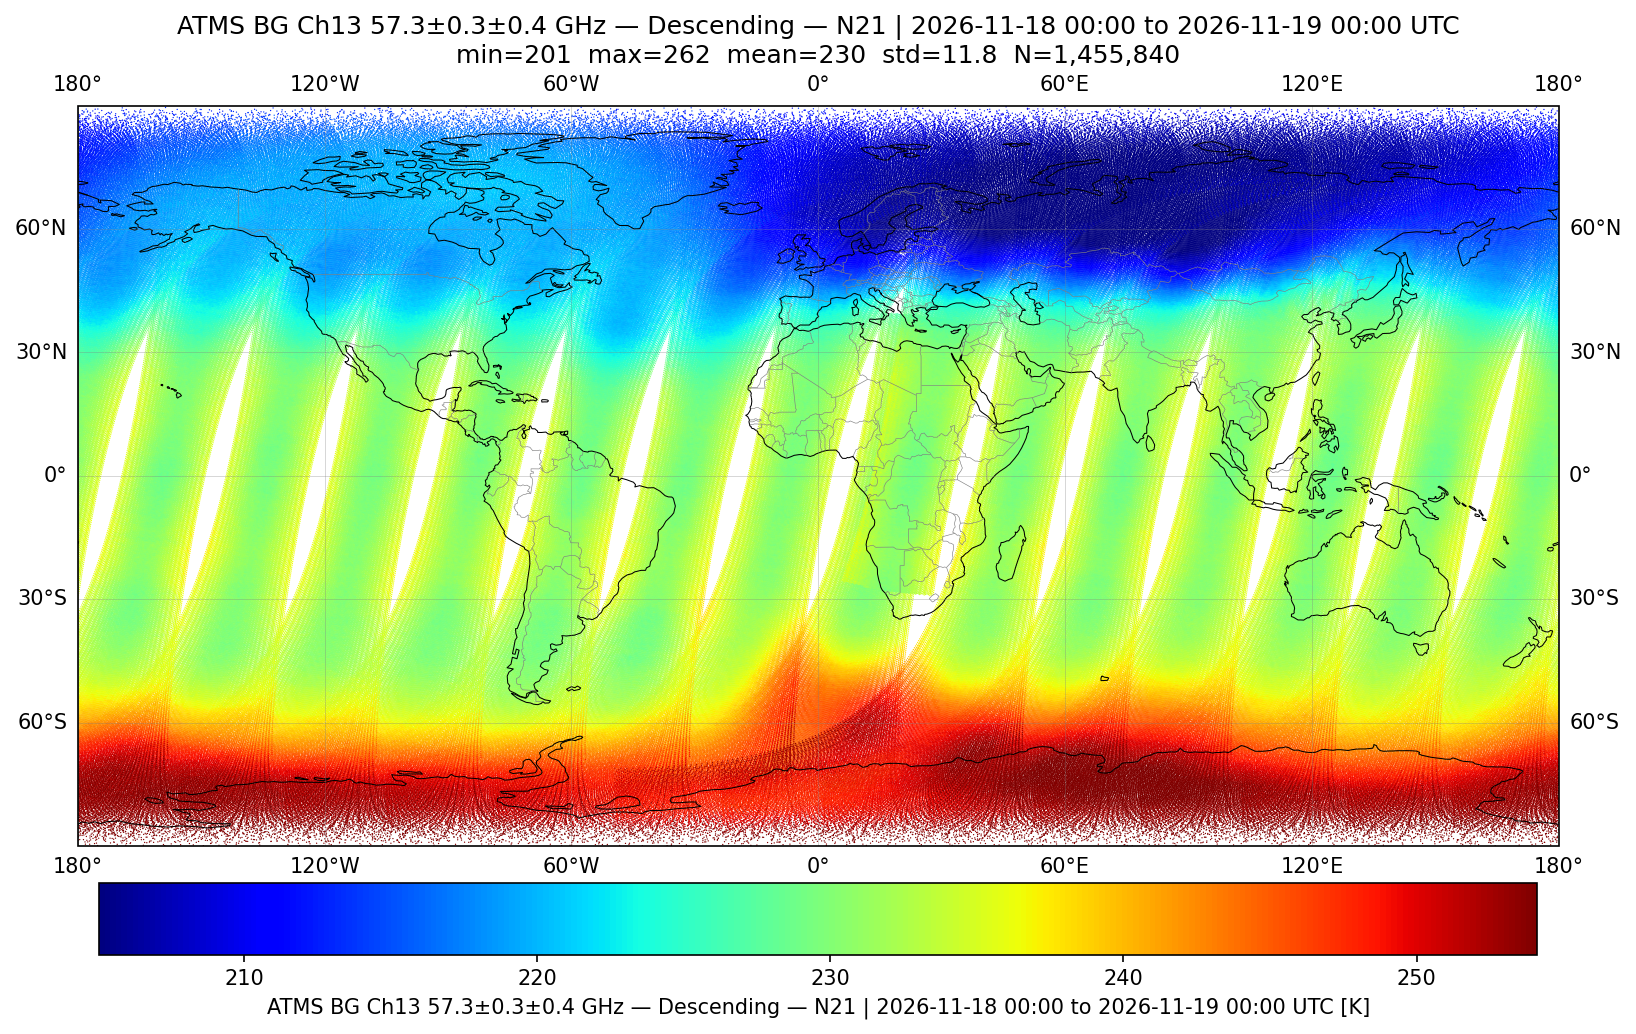 ATMS BG Ch13 57.3±0.3±0.4 GHz — Descending — N21 | 2026-11-18 00:00 to 2026-11-19 00:00 UTC
min=201 max=262 mean=230 std=11.8 N=1,455,840
180° 120°W 60°W 0° 60°E 120°E 180°
60°N 60°N
30°N 30°N
0° 0°
30°S 30°S
60°S 60°S
180° 120°W 60°W 0° 60°E 120°E 180°
210 220 230 240 250
ATMS BG Ch13 57.3±0.3±0.4 GHz — Descending — N21 | 2026-11-18 00:00 to 2026-11-19 00:00 UTC [K]